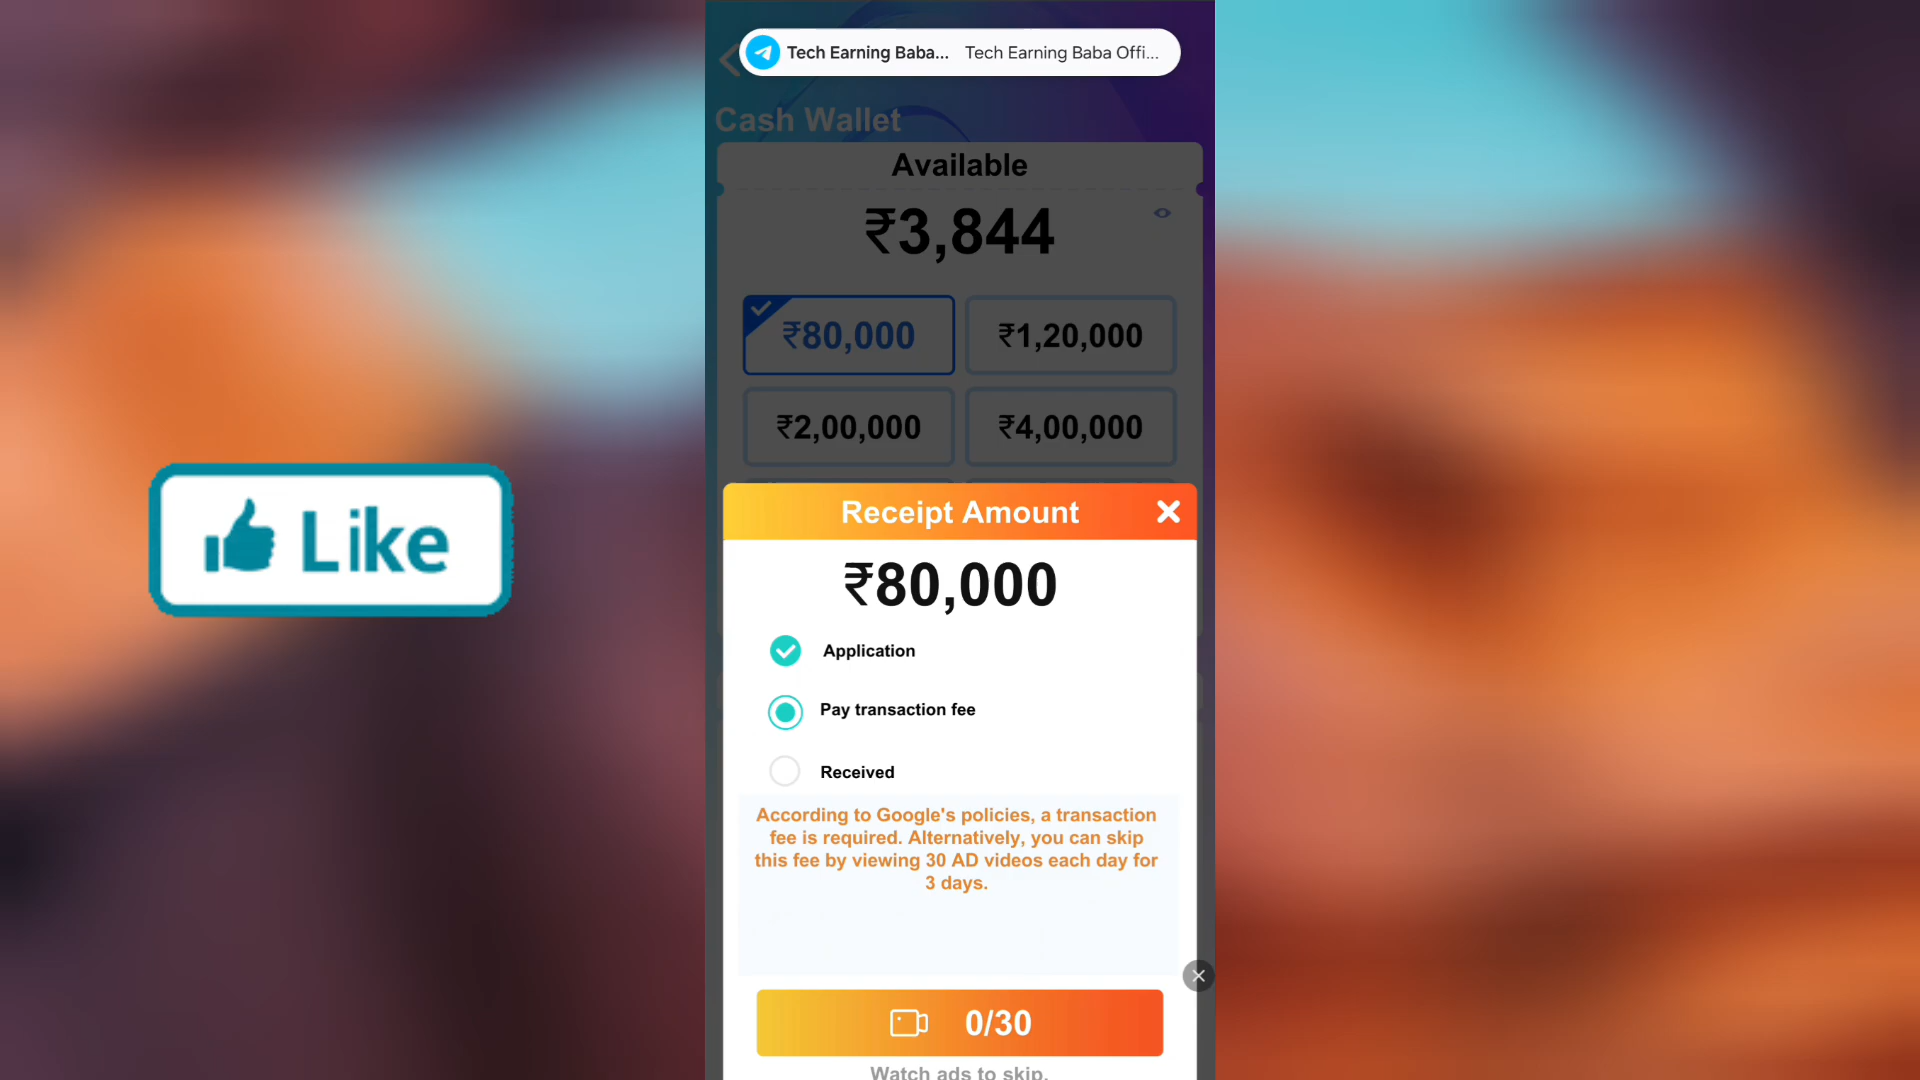 Tech Earning Baba... Tech Earning Baba Offi...
Cash Wallet
Available
₹3,844
₹80,000
₹1,20,000
₹2,00,000
₹4,00,000
Like
Receipt Amount
₹80,000
Application
Pay transaction fee
Received
According to Google's policies, a transaction
fee is required. Alternatively, you can skip
this fee by viewing 30 AD videos each day for
3 days.
0/30
Watch ads to skip.